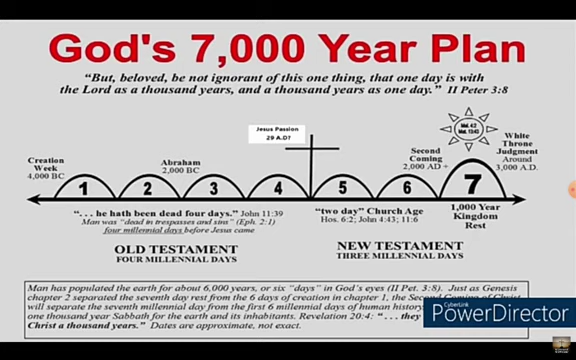 God's 7,000 Year Plan
"But, beloved, be not ignorant of this one thing, that one day is with
the Lord as a thousand years, and a thousand years as one day." II Peter 3:8
Mal. 4:2
Mat. 13:43
Jesus Passion
29 A.D?
Creation
Week
4,000 BC
Abraham
2,000 BC
Second
Coming
2,000 AD +
White
Throne
Judgment
Around
3,000 A.D.
1 2 3 4 5 6 7
". . . he hath been dead four days." John 11:39
Man was "dead in trespasses and sins" (Eph. 2:1)
four millennial days before Jesus came
"two day" Church Age
Hos. 6:2; John 4:43; 11:6
1,000 Year
Kingdom
Rest
OLD TESTAMENT
FOUR MILLENNIAL DAYS
NEW TESTAMENT
THREE MILLENNIAL DAYS
Man has populated the earth for about 6,000 years, or six "days" in God's eyes (II Pet. 3:8). Just as Genesis
chapter 2 separated the seventh day rest from the 6 days of creation in chapter 1, the Second Coming of Christ
will separate the seventh millennial day from the first 6 millennial days of human history
one thousand year Sabbath for the earth and its inhabitants. Revelation 20:4: ". . . they
Christ a thousand years." Dates are approximate, not exact.
CyberLink
PowerDirector